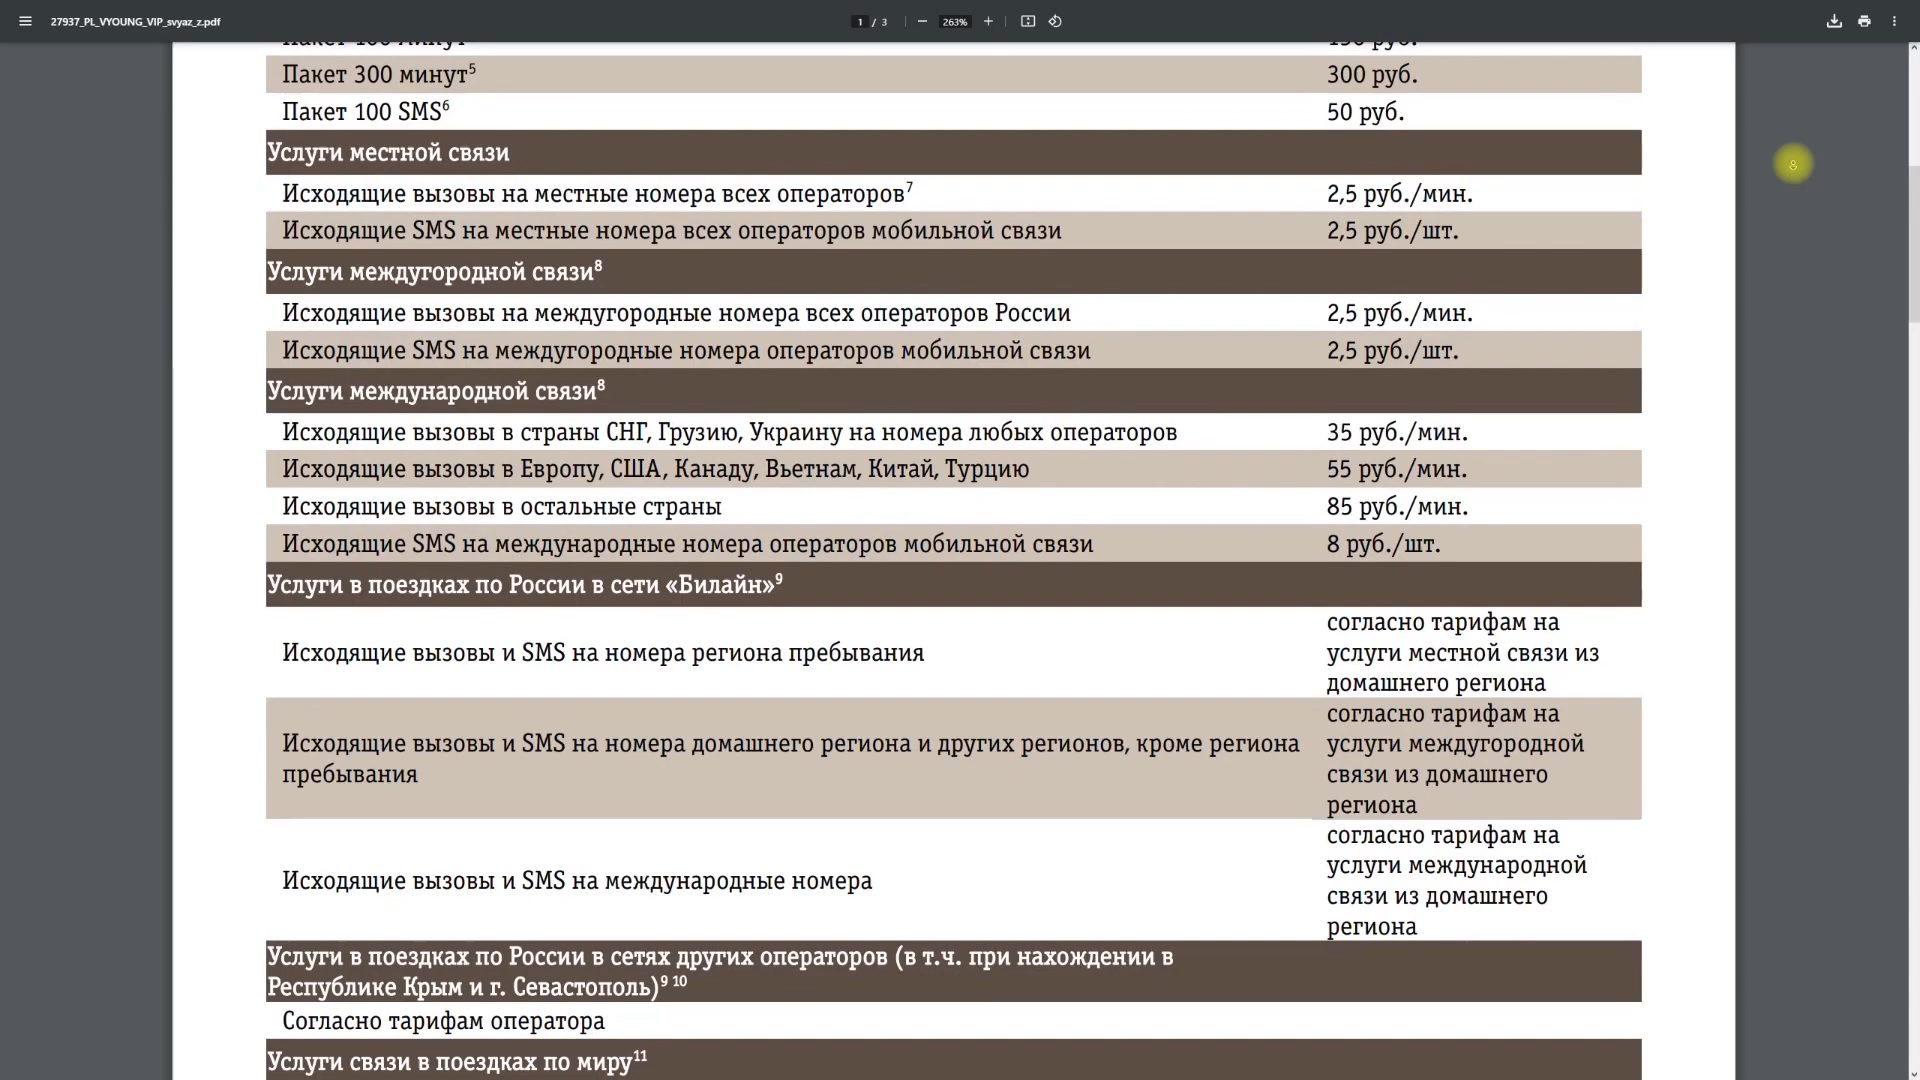 27937_PL_VYOUNG_VIP_svyaz_z.pdf
1 / 3
263%
Пакет 100 минут
150 руб.
Пакет 300 минут⁵
300 руб.
Пакет 100 SMS⁶
50 руб.
Услуги местной связи
Исходящие вызовы на местные номера всех операторов⁷
2,5 руб./мин.
Исходящие SMS на местные номера всех операторов мобильной связи
2,5 руб./шт.
Услуги междугородной связи⁸
Исходящие вызовы на междугородные номера всех операторов России
2,5 руб./мин.
Исходящие SMS на междугородные номера операторов мобильной связи
2,5 руб./шт.
Услуги международной связи⁸
Исходящие вызовы в страны СНГ, Грузию, Украину на номера любых операторов
35 руб./мин.
Исходящие вызовы в Европу, США, Канаду, Вьетнам, Китай, Турцию
55 руб./мин.
Исходящие вызовы в остальные страны
85 руб./мин.
Исходящие SMS на международные номера операторов мобильной связи
8 руб./шт.
Услуги в поездках по России в сети «Билайн»⁹
Исходящие вызовы и SMS на номера региона пребывания
согласно тарифам на
услуги местной связи из
домашнего региона
Исходящие вызовы и SMS на номера домашнего региона и других регионов, кроме региона
пребывания
согласно тарифам на
услуги междугородной
связи из домашнего
региона
Исходящие вызовы и SMS на международные номера
согласно тарифам на
услуги международной
связи из домашнего
региона
Услуги в поездках по России в сетях других операторов (в т.ч. при нахождении в
Республике Крым и г. Севастополь)⁹ ¹⁰
Согласно тарифам оператора
Услуги связи в поездках по миру¹¹